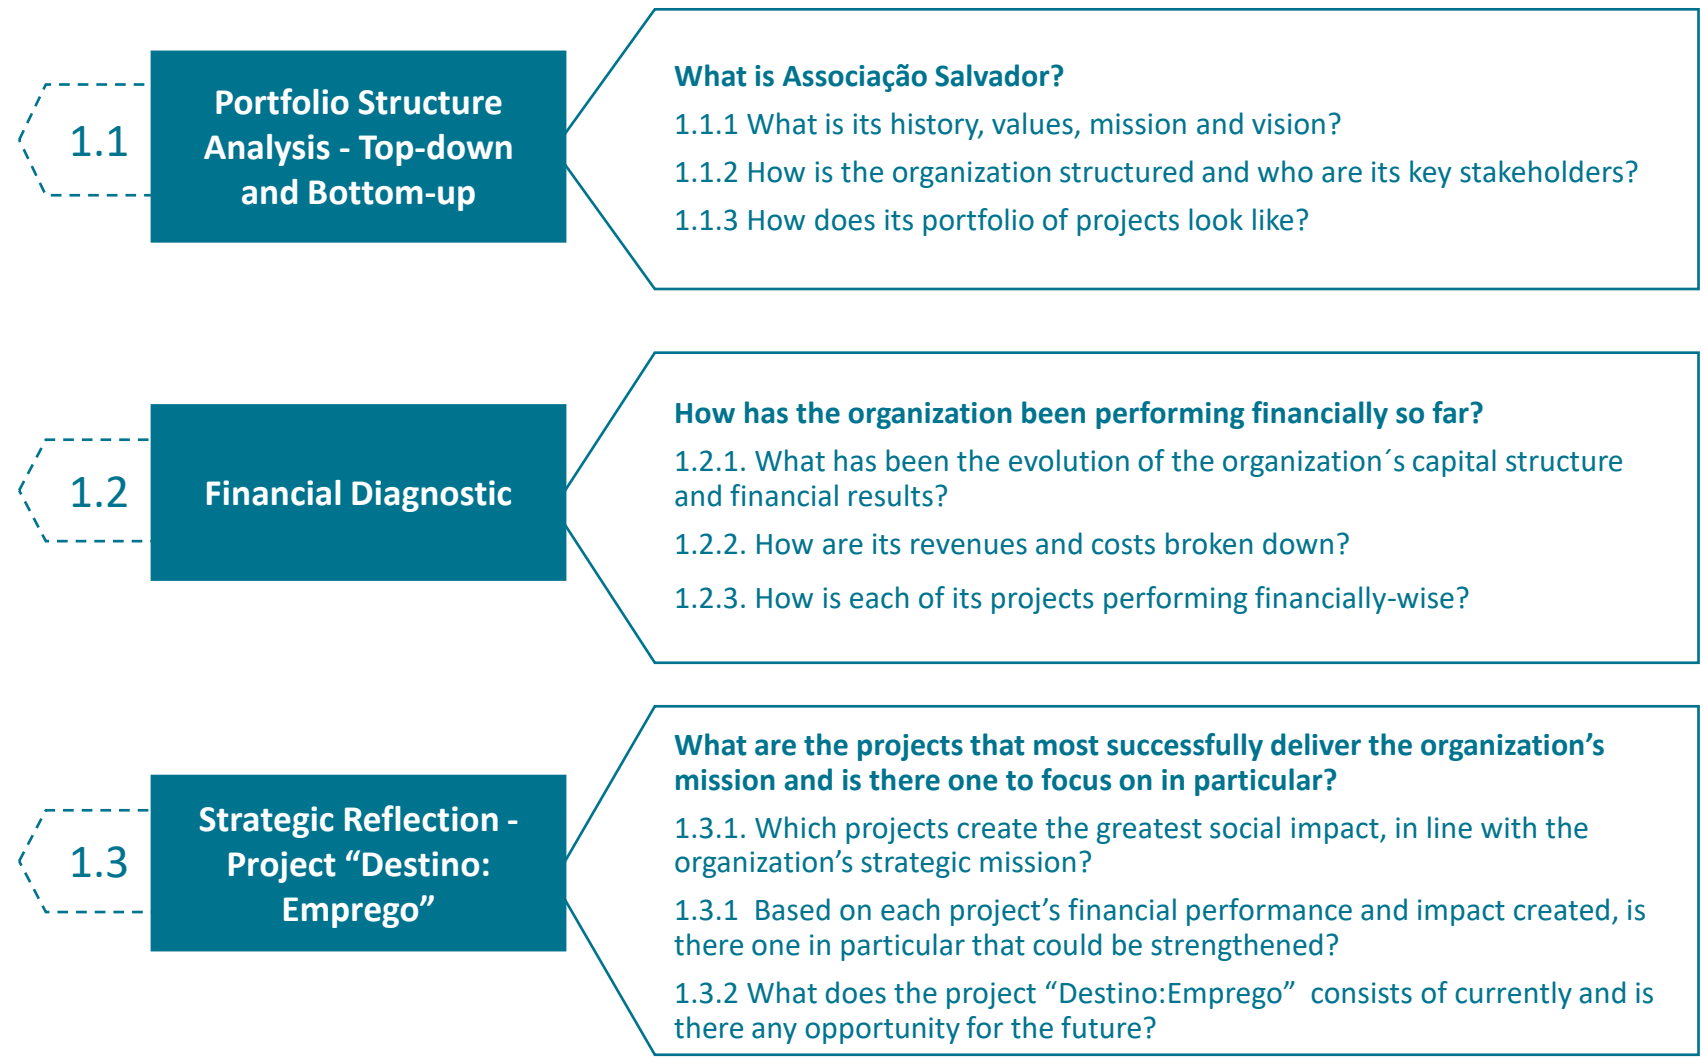 1.1
Portfolio Structure
Analysis - Top-down
and Bottom-up
What is Associação Salvador?
1.1.1 What is its history, values, mission and vision?
1.1.2 How is the organization structured and who are its key stakeholders?
1.1.3 How does its portfolio of projects look like?
1.2
Financial Diagnostic
How has the organization been performing financially so far?
1.2.1. What has been the evolution of the organization´s capital structure
and financial results?
1.2.2. How are its revenues and costs broken down?
1.2.3. How is each of its projects performing financially-wise?
1.3
Strategic Reflection -
Project “Destino:
Emprego”
What are the projects that most successfully deliver the organization’s
mission and is there one to focus on in particular?
1.3.1. Which projects create the greatest social impact, in line with the
organization’s strategic mission?
1.3.1  Based on each project’s financial performance and impact created, is
there one in particular that could be strengthened?
1.3.2 What does the project “Destino:Emprego”  consists of currently and is
there any opportunity for the future?